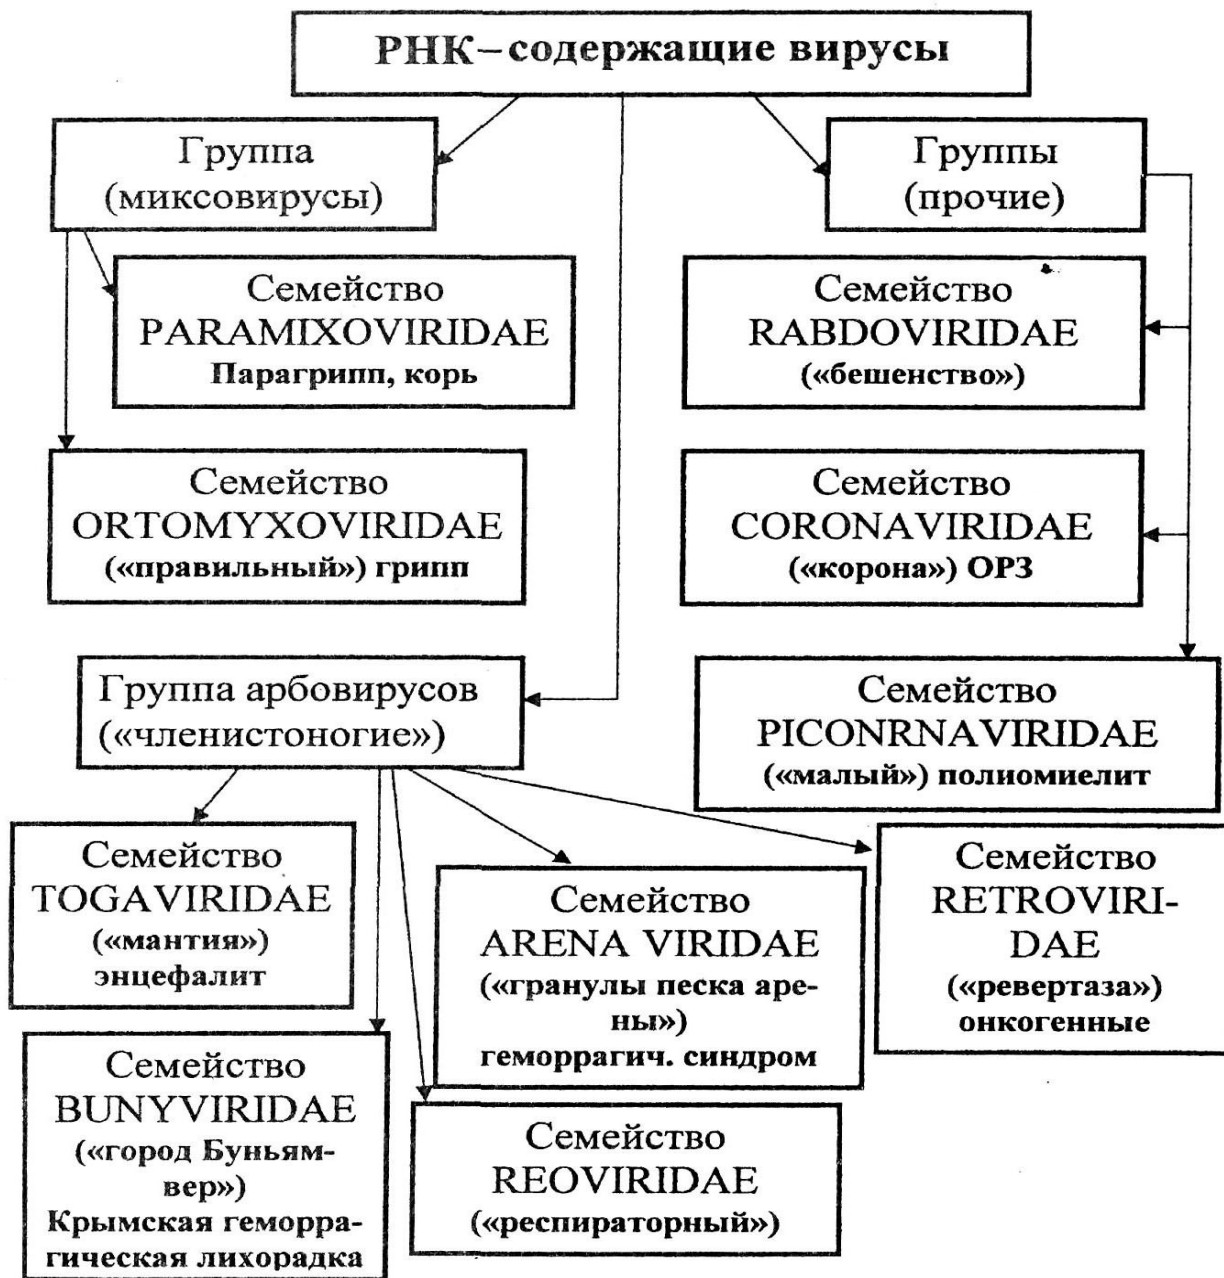 РНК–содержащие вирусы
Группа
(миксовирусы)
Группы
(прочие)
Семейство
PARAMIXOVIRIDAE
Парагрипп, корь
Семейство
RABDOVIRIDAE
(«бешенство»)
Семейство
ORTOMYXOVIRIDAE
(«правильный») грипп
Семейство
CORONAVIRIDAE
(«корона») ОРЗ
Группа арбовирусов
(«членистоногие»)
Семейство
PICONRNAVIRIDAE
(«малый») полиомиелит
Семейство
TOGAVIRIDAE
(«мантия»)
энцефалит
Семейство
ARENA VIRIDAE
(«гранулы песка аре-
ны»)
геморрагич. синдром
Семейство
RETROVIRI-
DAE
(«ревертаза»)
онкогенные
Семейство
BUNYVIRIDAE
(«город Буньям-
вер»)
Крымская геморра-
гическая лихорадка
Семейство
REOVIRIDAE
(«респираторный»)